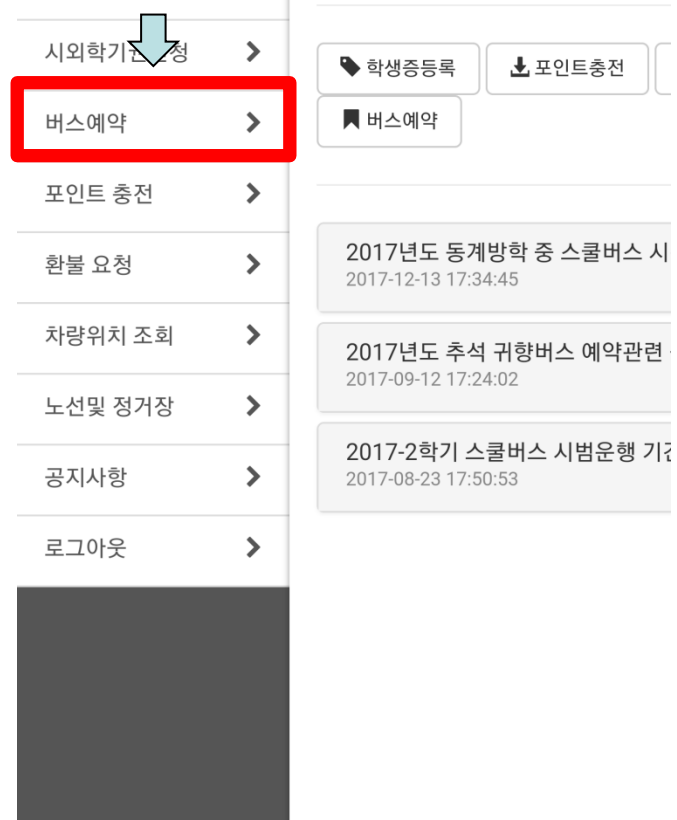 시외학기 청
버스예약
포인트 충전
환불 요청
차량위치 조회
노선및 정거장
공지사항
로그아웃
학생증등록
포인트충전
버스예약
2017년도 동계방학 중 스쿨버스 시
2017-12-13 17:34:45
2017년도 추석 귀향버스 예약관련
2017-09-12 17:24:02
2017-2학기 스쿨버스 시범운행 기간
2017-08-23 17:50:53